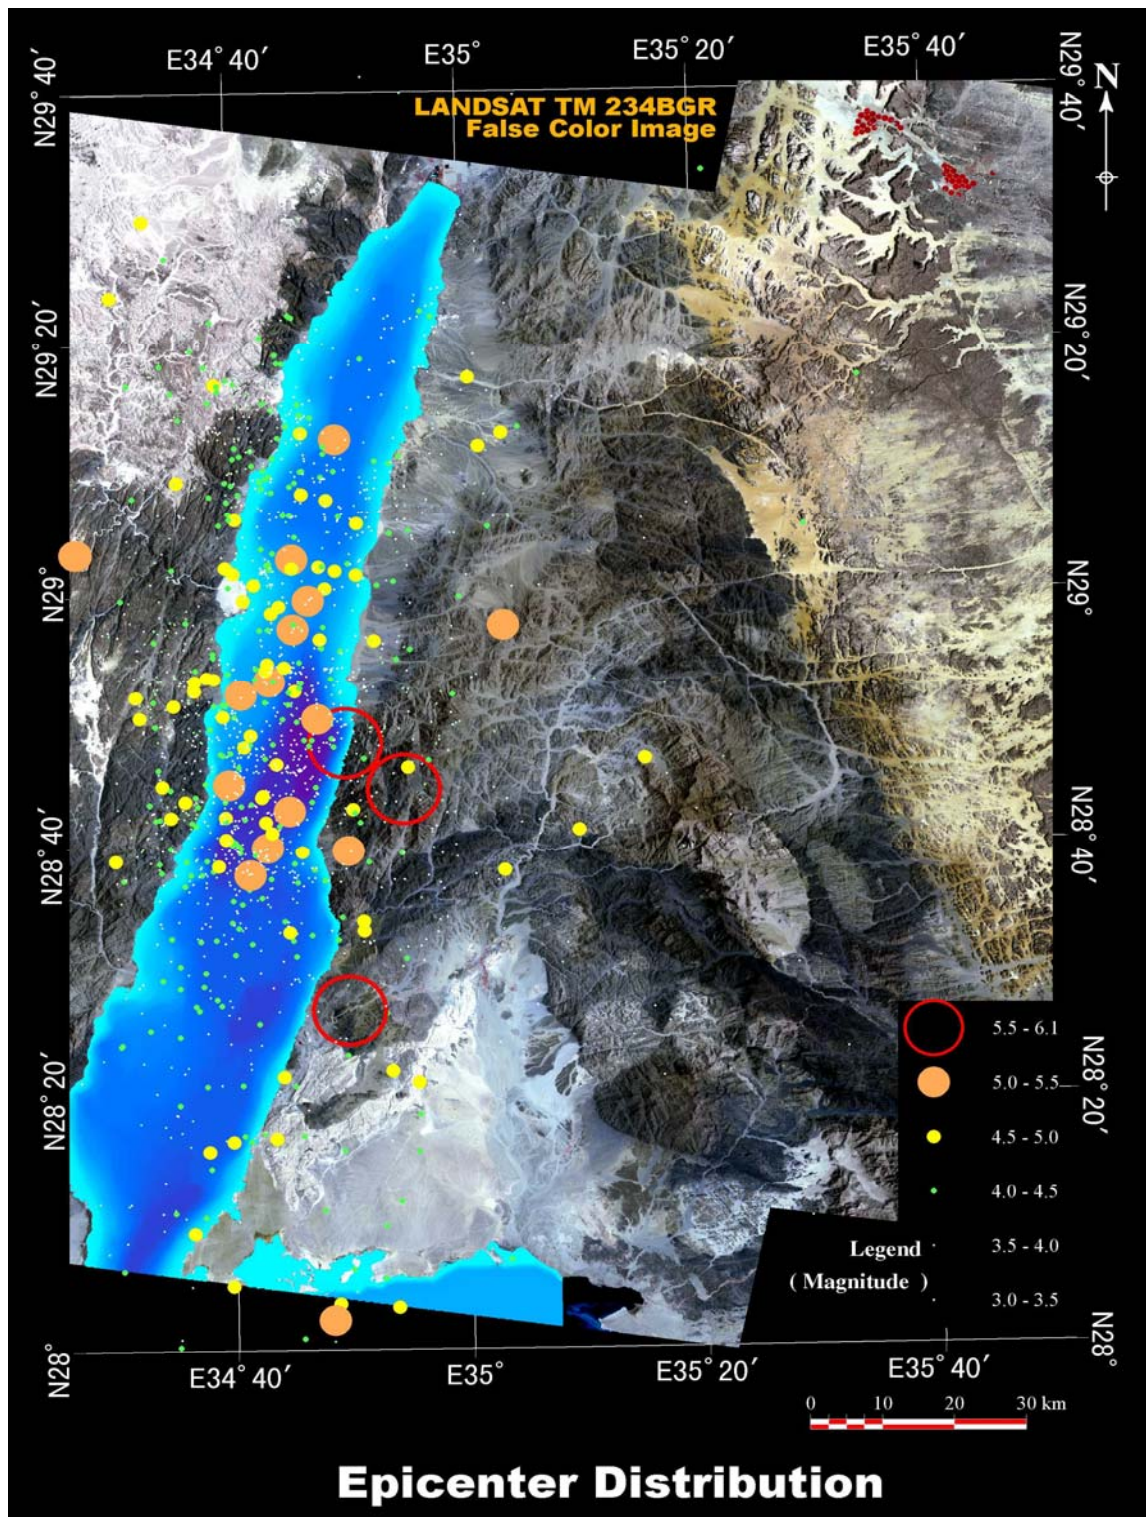 E34°40′ E35° E35°20′ E35°40′
N29°40′
N29°40′
N
LANDSAT TM 234BGR
False Color Image
N29°20′
N29°20′
N29°
N29°
N28°40′
N28°40′
5.5 - 6.1
5.0 - 5.5
N28°20′
N28°20′
4.5 - 5.0
4.0 - 4.5
Legend
3.5 - 4.0
( Magnitude )
3.0 - 3.5
N28°
N28°
E34°40′ E35° E35°20′ E35°40′
0 10 20 30 km
Epicenter Distribution